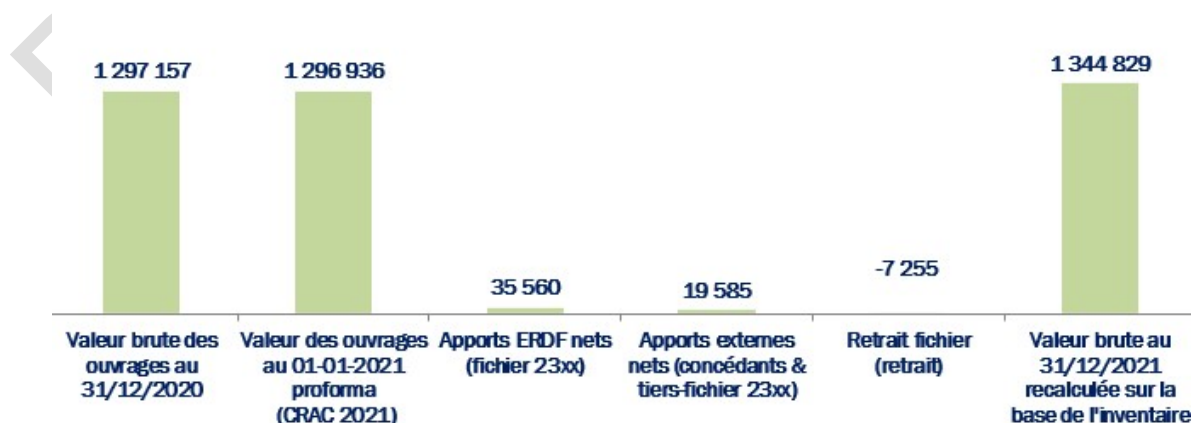 1 297 157
1 296 936
35 560
19 585
-7 255
1 344 829
Valeur brute des
ouvrages au
31/12/2020
Valeur des ouvrages
au 01-01-2021
proforma
(CRAC 2021)
Apports ERDF nets
(fichier 23xx)
Apports externes
nets (concédants &
tiers-fichier 23xx)
Retrait fichier
(retrait)
Valeur brute au
31/12/2021
recalculée sur la
base de l'inventaire